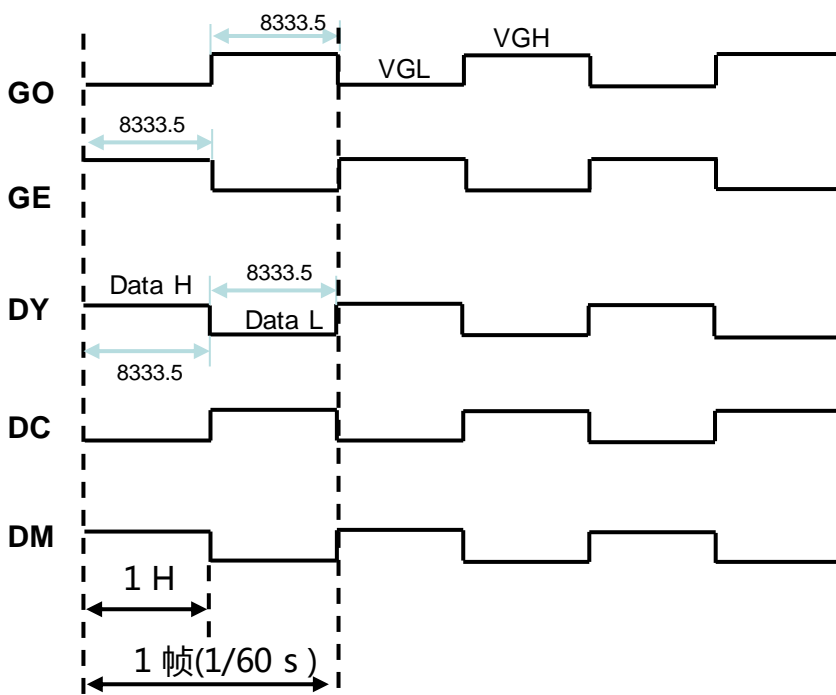 8333.5
VGH
VGL
GO
8333.5
GE
8333.5
Data H
DY
Data L
8333.5
DC
DM
1 H
1 帧(1/60 s )